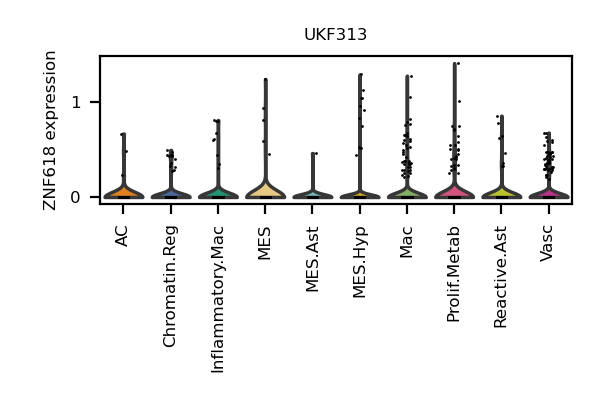 UKF313
ZNF618 expression
1
0
AC
Chromatin.Reg
Inflammatory.Mac
MES
MES.Ast
MES.Hyp
Mac
Prolif.Metab
Reactive.Ast
Vasc